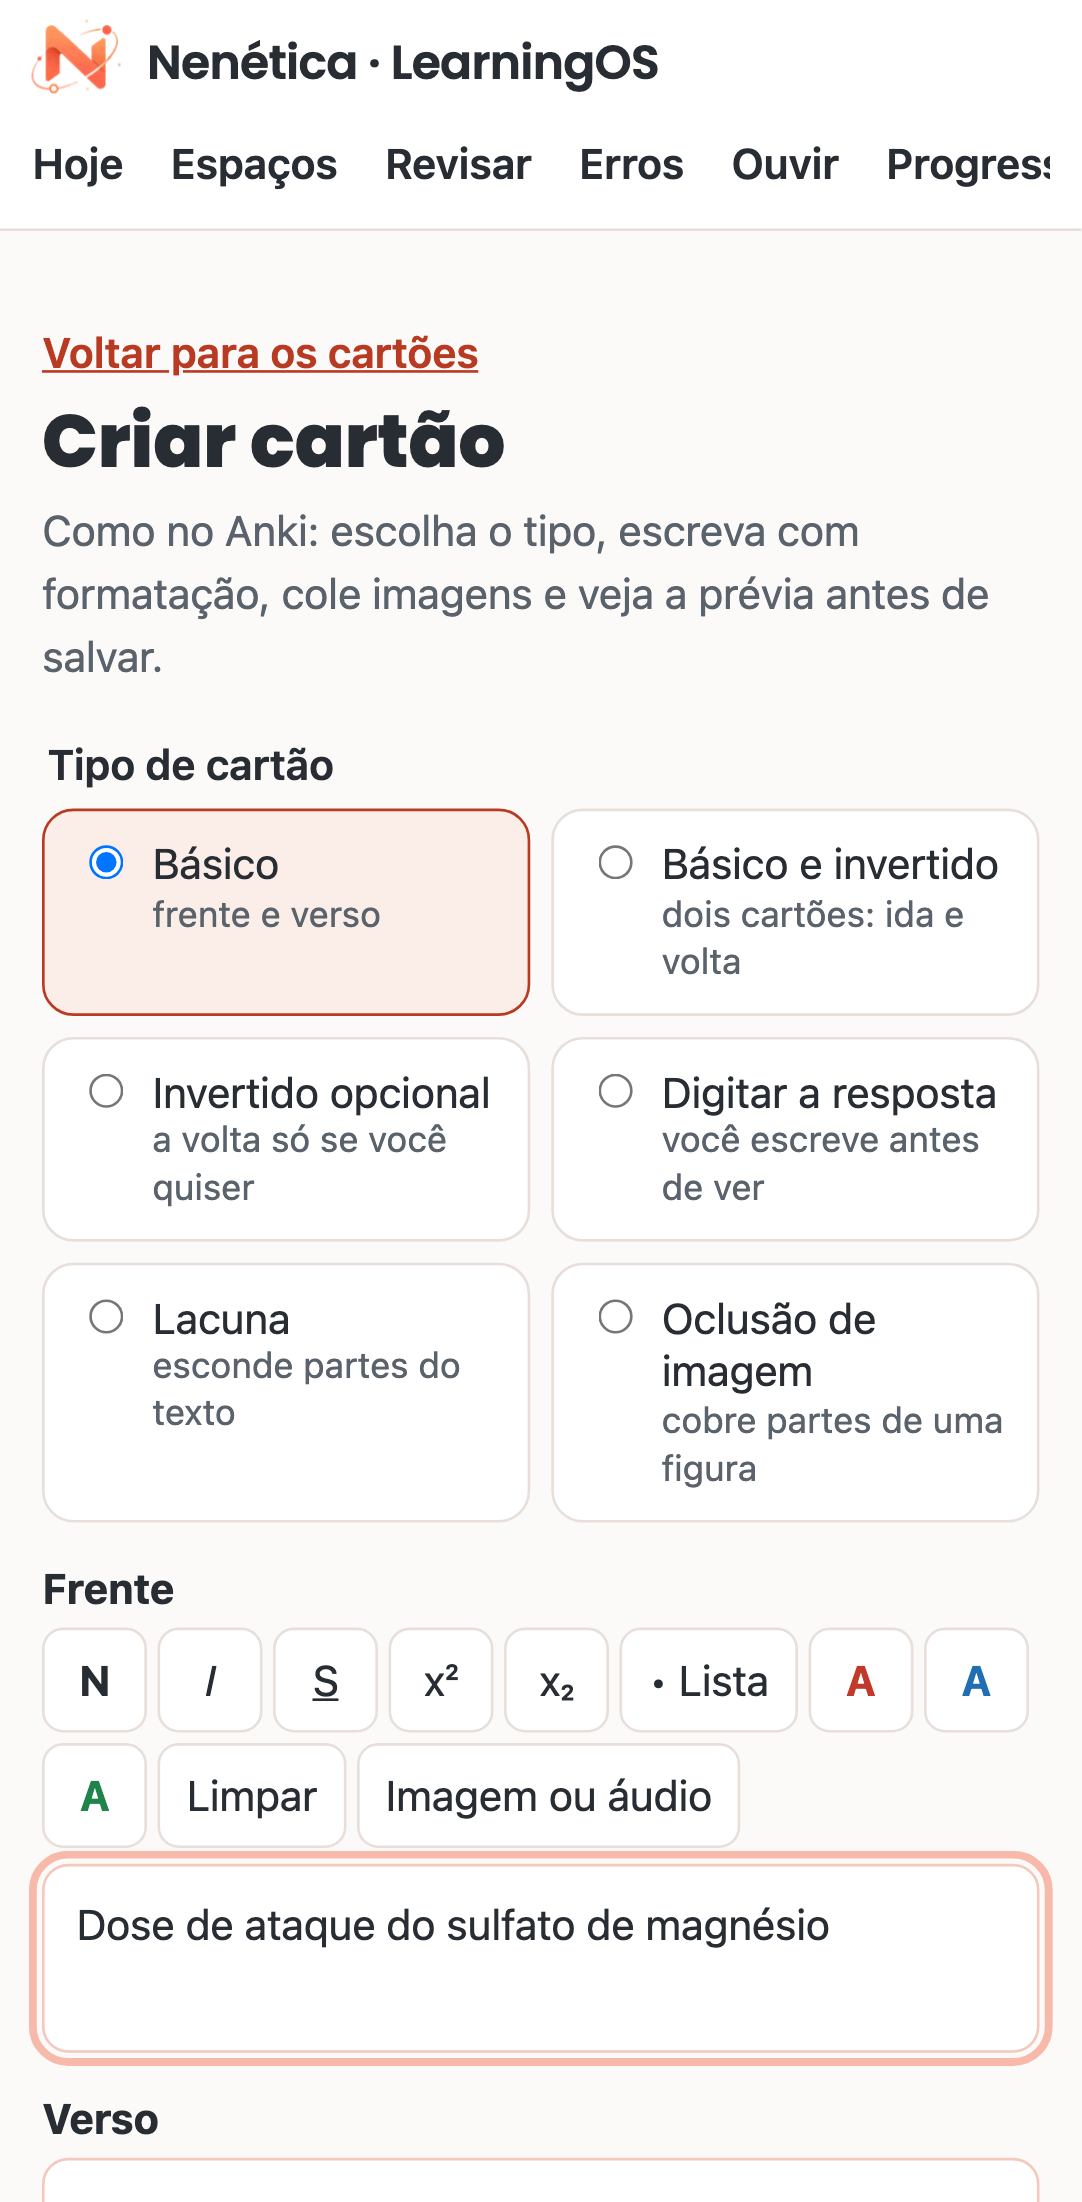 Nenética · LearningOS
Hoje Espaços Revisar Erros Ouvir Progress
Voltar para os cartões
Criar cartão
Como no Anki: escolha o tipo, escreva com
formatação, cole imagens e veja a prévia antes de
salvar.
Tipo de cartão
Básico
frente e verso
Básico e invertido
dois cartões: ida e
volta
Invertido opcional
a volta só se você
quiser
Digitar a resposta
você escreve antes
de ver
Lacuna
esconde partes do
texto
Oclusão de
imagem
cobre partes de uma
figura
Frente
N I S x² x₂ • Lista A A
A Limpar Imagem ou áudio
Dose de ataque do sulfato de magnésio
Verso